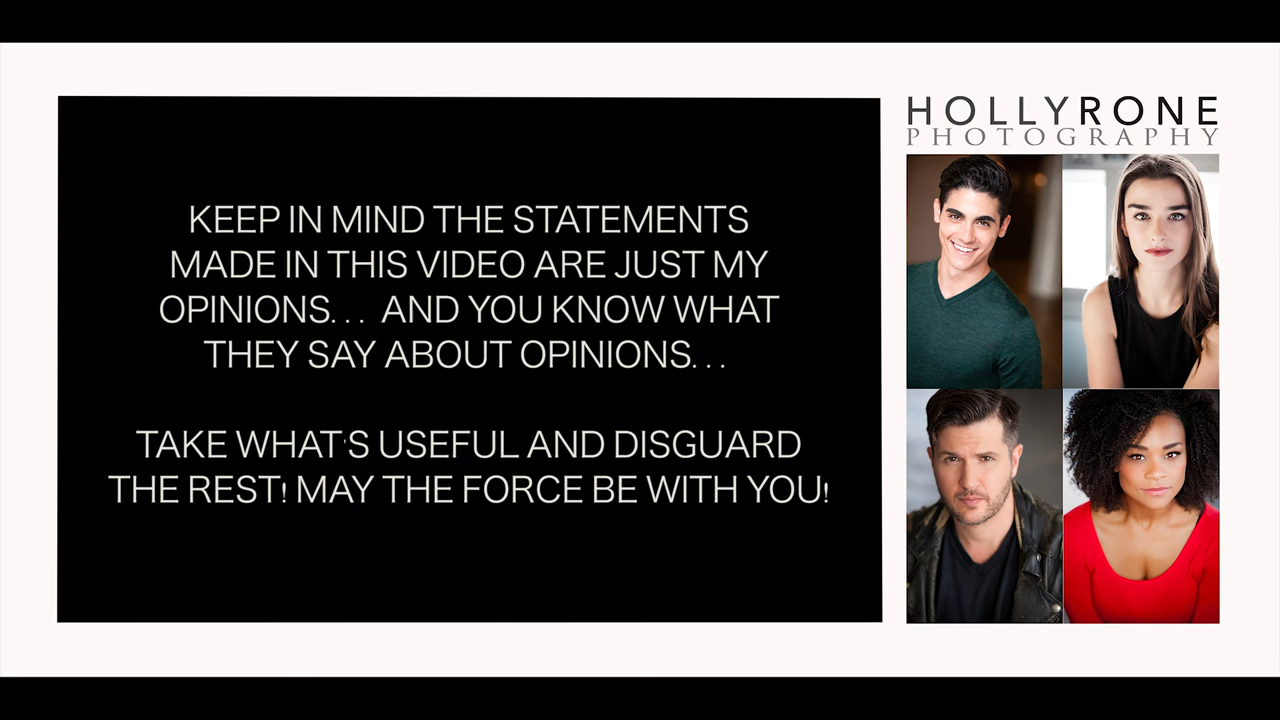 KEEP IN MIND THE STATEMENTS
MADE IN THIS VIDEO ARE JUST MY
OPINIONS... AND YOU KNOW WHAT
THEY SAY ABOUT OPINIONS...
TAKE WHAT'S USEFUL AND DISGUARD
THE REST! MAY THE FORCE BE WITH YOU!
HOLLYRONE
PHOTOGRAPHY